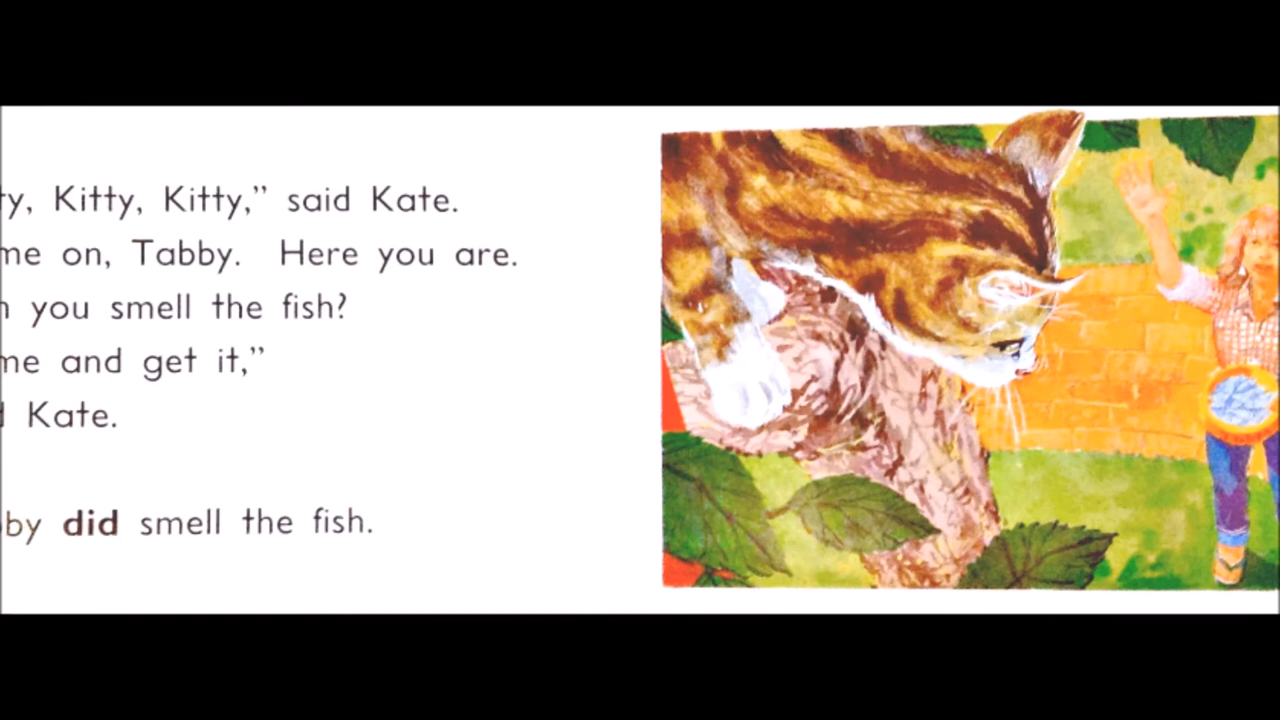 ty, Kitty, Kitty,” said Kate.
me on, Tabby.  Here you are.
n you smell the fish?
me and get it,”
d Kate.
by did smell the fish.